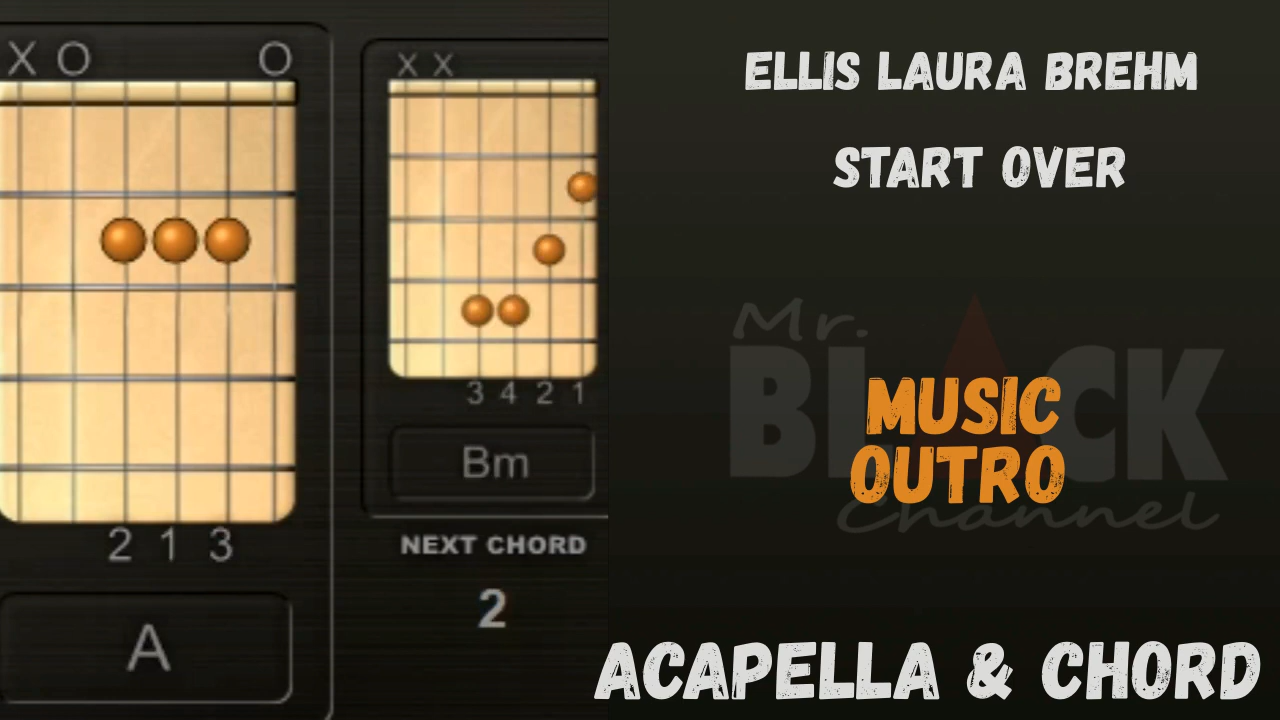 X O O
2 1 3
A
X X
3 4 2 1
Bm
NEXT CHORD
2
ELLIS LAURA BREHM
START OVER
Mr.
BLACK
channel
MUSIC
OUTRO
ACAPELLA & CHORD